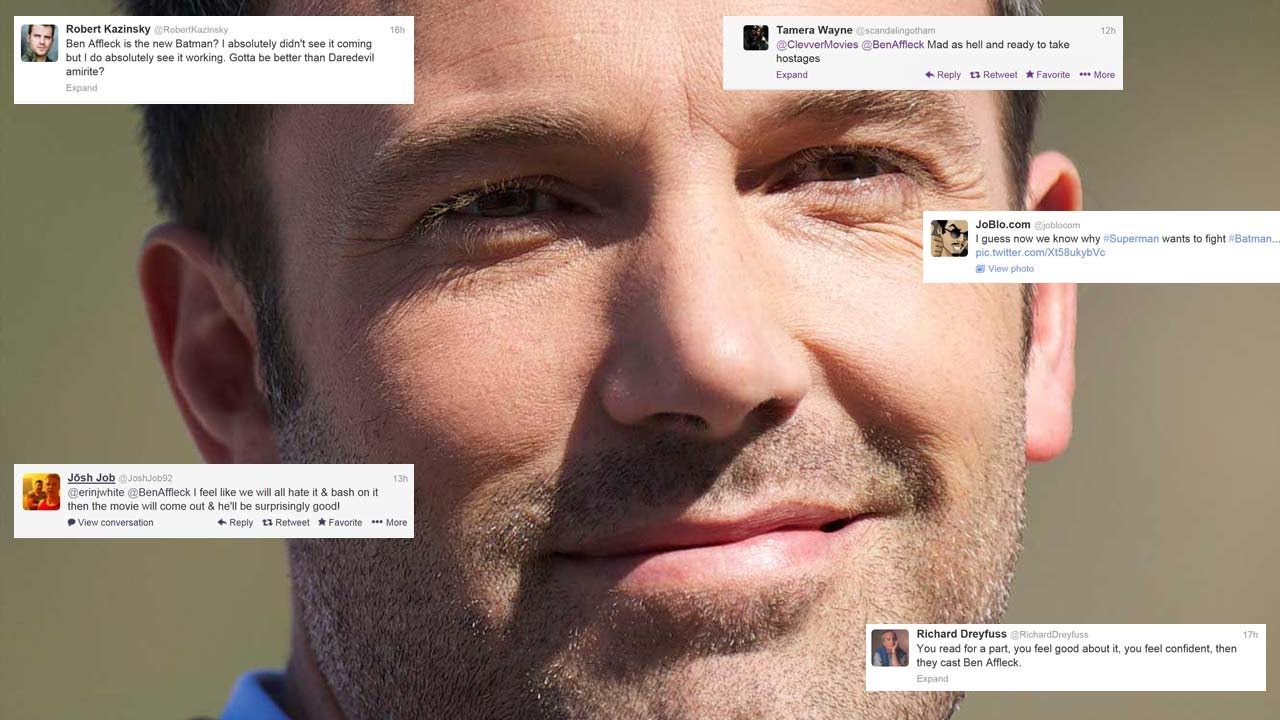 Robert Kazinsky @RobertKazinsky 16h
Ben Affleck is the new Batman? I absolutely didn't see it coming
but I do absolutely see it working. Gotta be better than Daredevil
amirite?
Expand
Tamera Wayne @scandalingotham 12h
@ClevverMovies @BenAffleck Mad as hell and ready to take
hostages
Expand Reply Retweet Favorite More
JoBlo.com @joblocom
I guess now we know why #Superman wants to fight #Batman...
pic.twitter.com/Xt58ukybVc
View photo
Jōsh Job @JoshJob92 13h
@erinjwhite @BenAffleck I feel like we will all hate it & bash on it
then the movie will come out & he'll be surprisingly good!
View conversation Reply Retweet Favorite More
Richard Dreyfuss @RichardDreyfuss 17h
You read for a part, you feel good about it, you feel confident, then
they cast Ben Affleck.
Expand